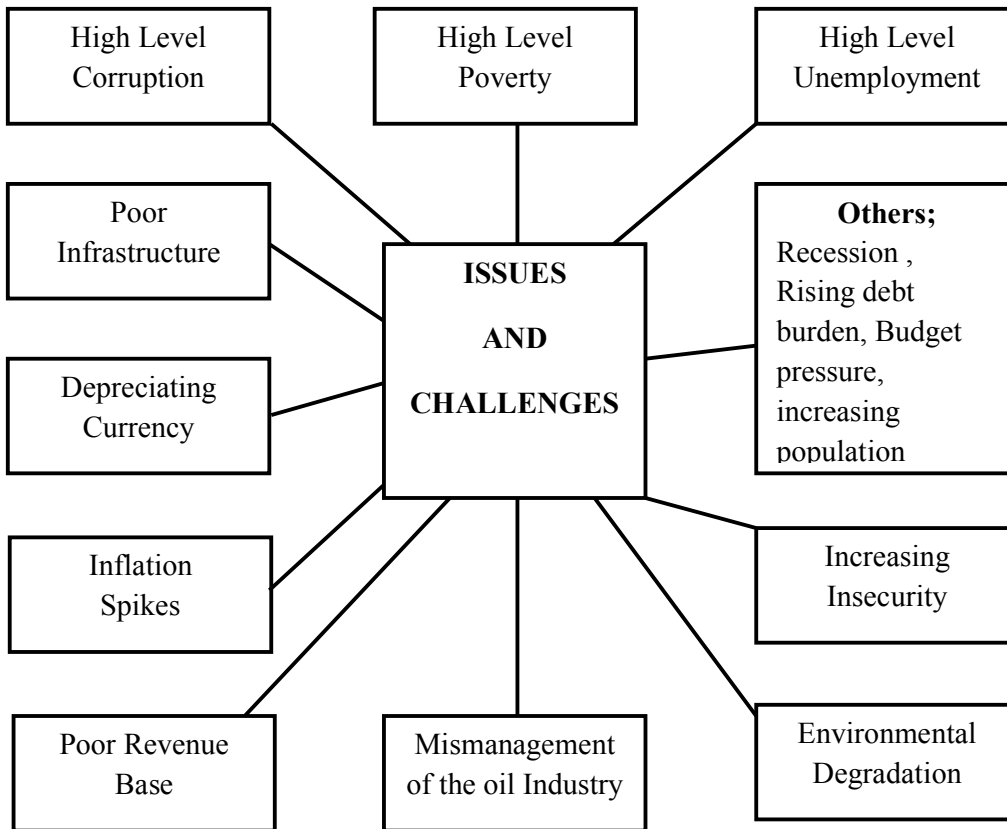 High Level
Corruption
High Level
Poverty
High Level
Unemployment
Poor
Infrastructure
ISSUES
AND
CHALLENGES
Others;
Recession ,
Rising debt
burden, Budget
pressure,
increasing
population
Depreciating
Currency
Inflation
Spikes
Increasing
Insecurity
Poor Revenue
Base
Mismanagement
of the oil Industry
Environmental
Degradation